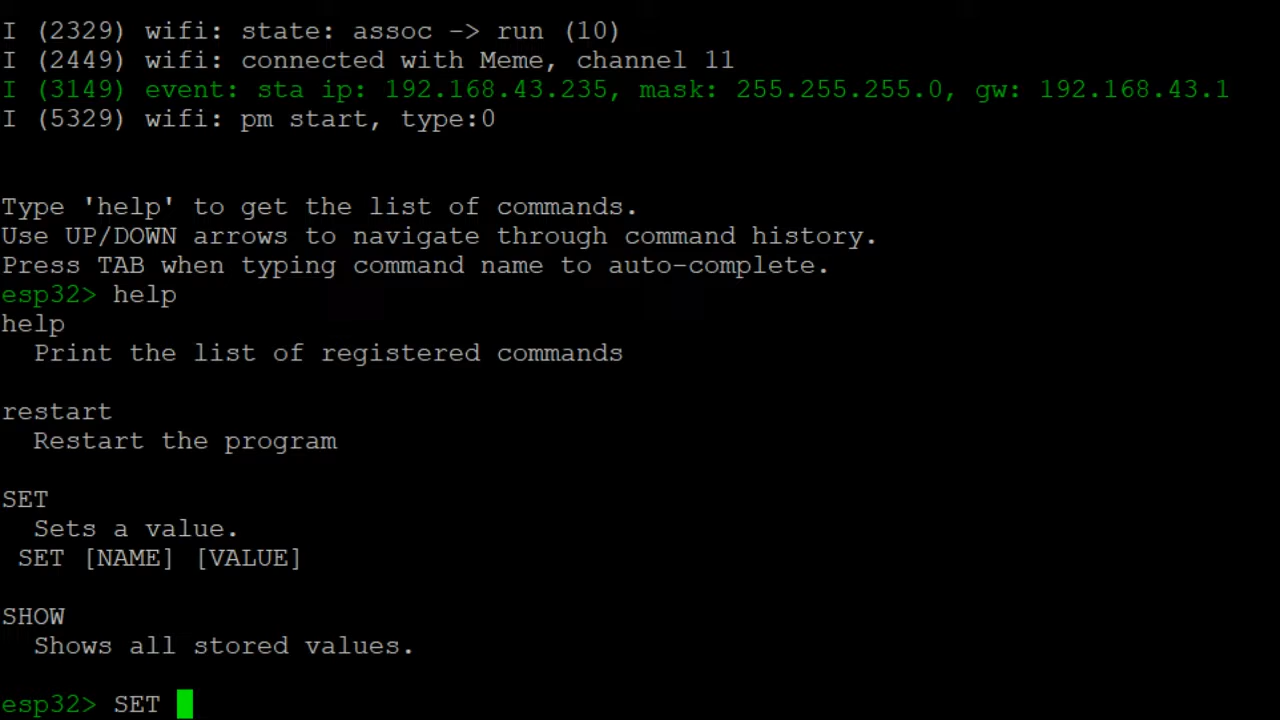 I (2329) wifi: state: assoc -> run (10)
I (2449) wifi: connected with Meme, channel 11
I (3149) event: sta ip: 192.168.43.235, mask: 255.255.255.0, gw: 192.168.43.1
I (5329) wifi: pm start, type:0
Type 'help' to get the list of commands.
Use UP/DOWN arrows to navigate through command history.
Press TAB when typing command name to auto-complete.
esp32> help
help
Print the list of registered commands
restart
Restart the program
SET
Sets a value.
SET [NAME] [VALUE]
SHOW
Shows all stored values.
esp32> SET